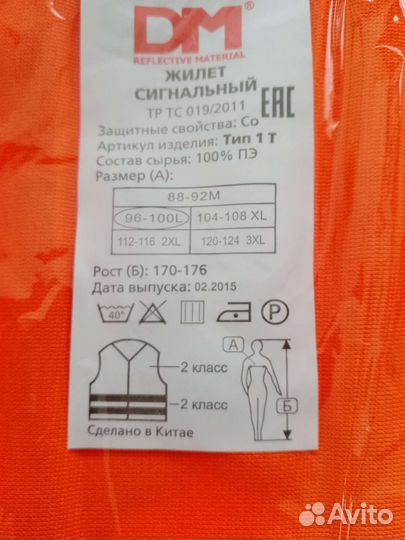 DM
REFLECTIVE MATERIAL
ЖИЛЕТ
СИГНАЛЬНЫЙ
ТР ТС 019/2011
EAC
Защитные свойства: Со
Артикул изделия: Тип 1 Т
Состав сырья: 100% ПЭ
Размер (А):
88-92M
96-100L 104-108 XL
112-116 2XL 120-124 3XL
Рост (Б): 170-176
Дата выпуска: 02.2015
40° P
А
2 класс
Б
2 класс
Сделано в Китае
Avito